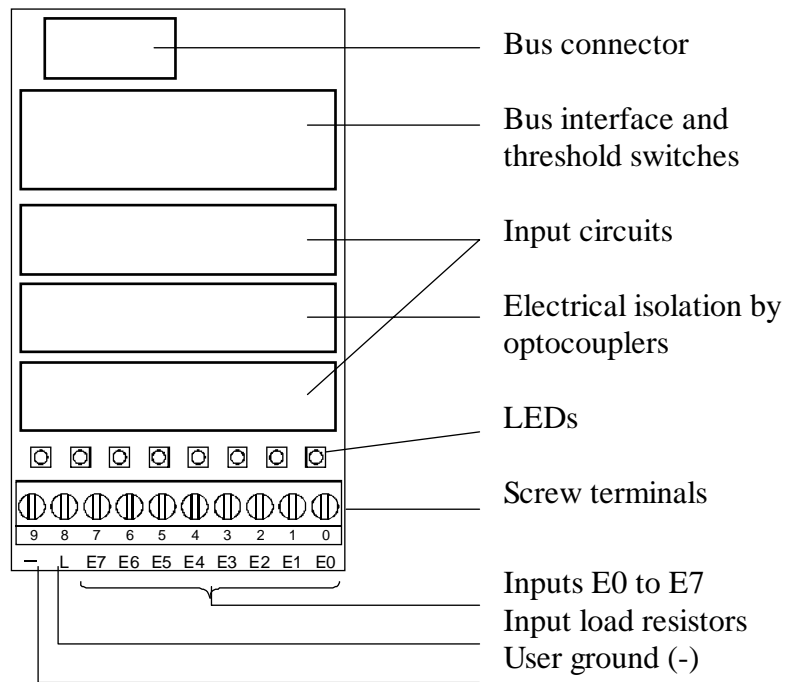 Bus connector
Bus interface and
threshold switches
Input circuits
Electrical isolation by
optocouplers
LEDs
Screw terminals
9 8 7 6 5 4 3 2 1 0
– L E7 E6 E5 E4 E3 E2 E1 E0
Inputs E0 to E7
Input load resistors
User ground (-)